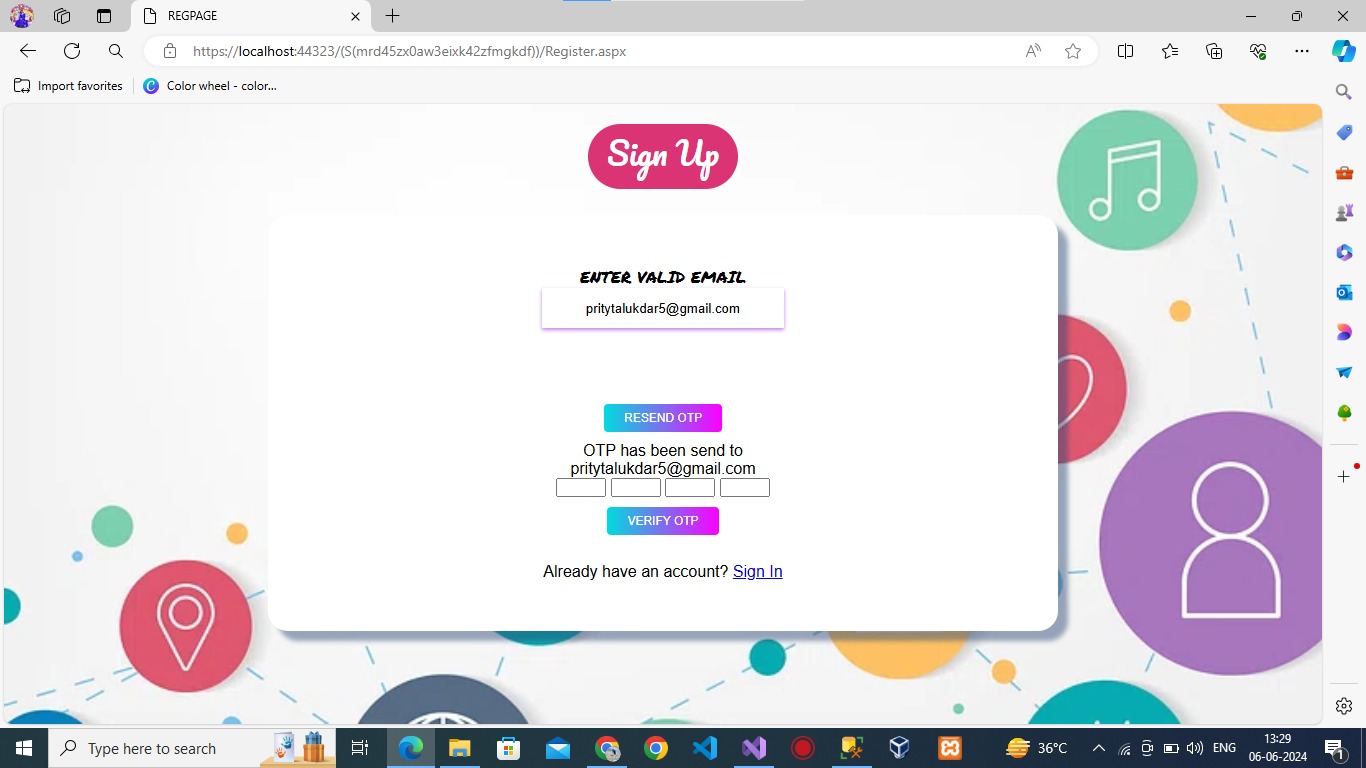 REGPAGE
https://localhost:44323/(S(mrd45zx0aw3eixk42zfmgkdf))/Register.aspx
Import favorites
Color wheel - color...
Sign Up
ENTER VALID EMAIL
pritytalukdar5@gmail.com
RESEND OTP
OTP has been send to
pritytalukdar5@gmail.com
VERIFY OTP
Already have an account? Sign In
Type here to search
36°C
ENG
13:29
06-06-2024
1